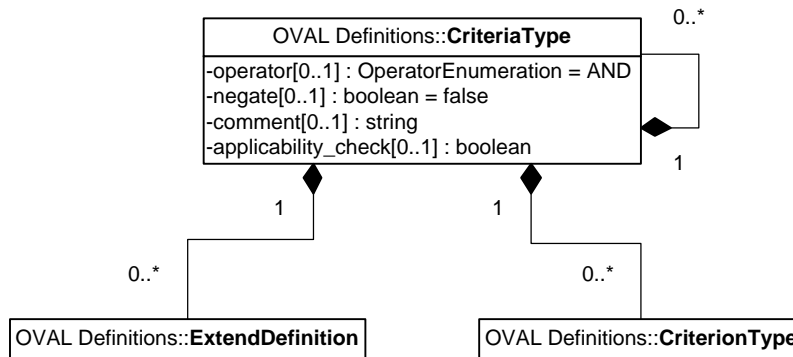 0..*
OVAL Definitions::CriteriaType
-operator[0..1] : OperatorEnumeration = AND
-negate[0..1] : boolean = false
-comment[0..1] : string
-applicability_check[0..1] : boolean
1
1
1
0..*
0..*
OVAL Definitions::ExtendDefinition
OVAL Definitions::CriterionType